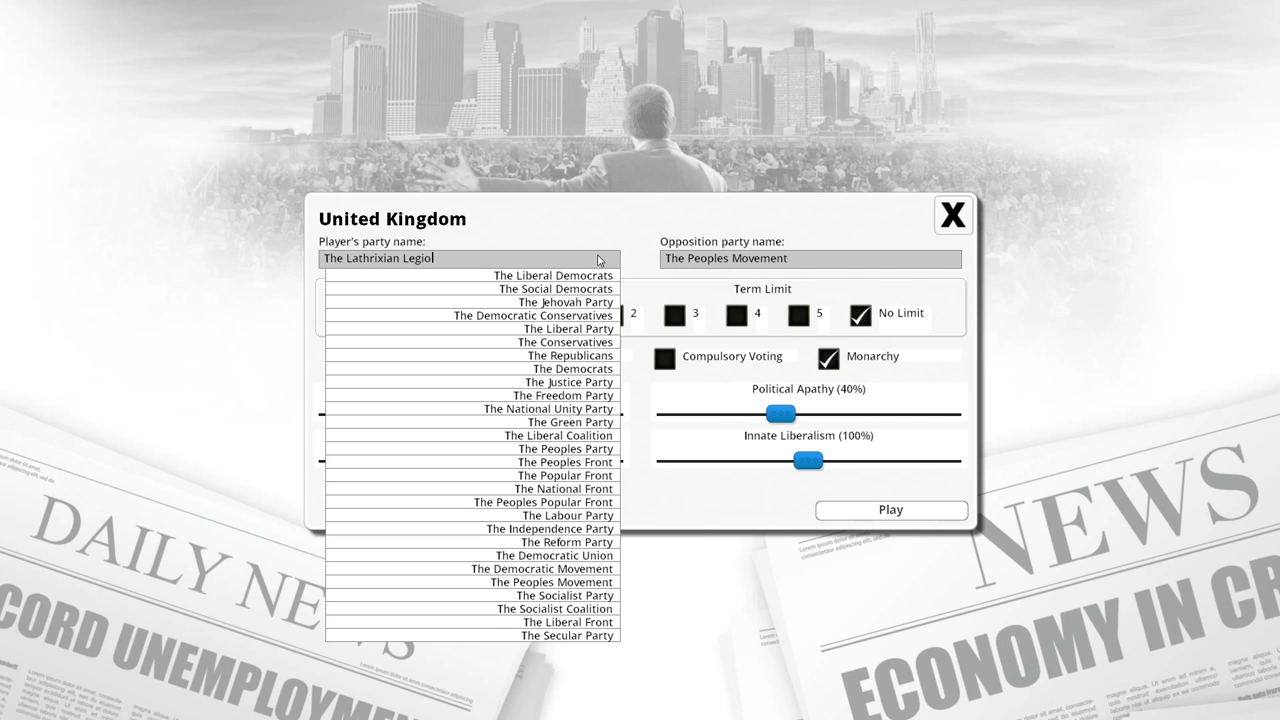 United Kingdom
X
Player's party name:
Opposition party name:
The Lathrixian Legio
The Peoples Movement
The Liberal Democrats
The Social Democrats
The Jehovah Party
The Democratic Conservatives
The Liberal Party
The Conservatives
The Republicans
The Democrats
The Justice Party
The Freedom Party
The National Unity Party
The Green Party
The Liberal Coalition
The Peoples Party
The Peoples Front
The Popular Front
The National Front
The Peoples Popular Front
The Labour Party
The Independence Party
The Reform Party
The Democratic Union
The Democratic Movement
The Peoples Movement
The Socialist Party
The Socialist Coalition
The Liberal Front
The Secular Party
Term Limit
2 3 4 5 No Limit
Compulsory Voting Monarchy
Political Apathy (40%)
Innate Liberalism (100%)
Play
DAILY NEWS
CORD UNEMPLOYME
NEWS
ECONOMY IN CR